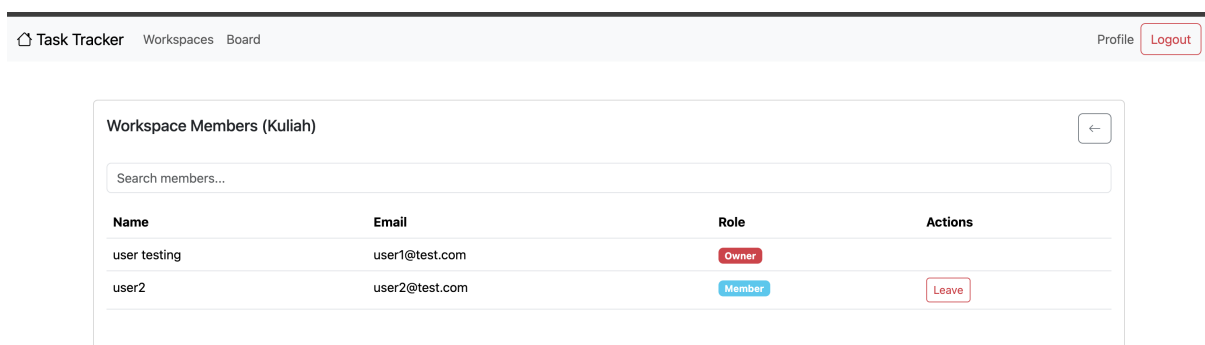 Task Tracker Workspaces Board Profile Logout
Workspace Members (Kuliah)
Search members...
Name Email Role Actions
user testing user1@test.com Owner
user2 user2@test.com Member Leave